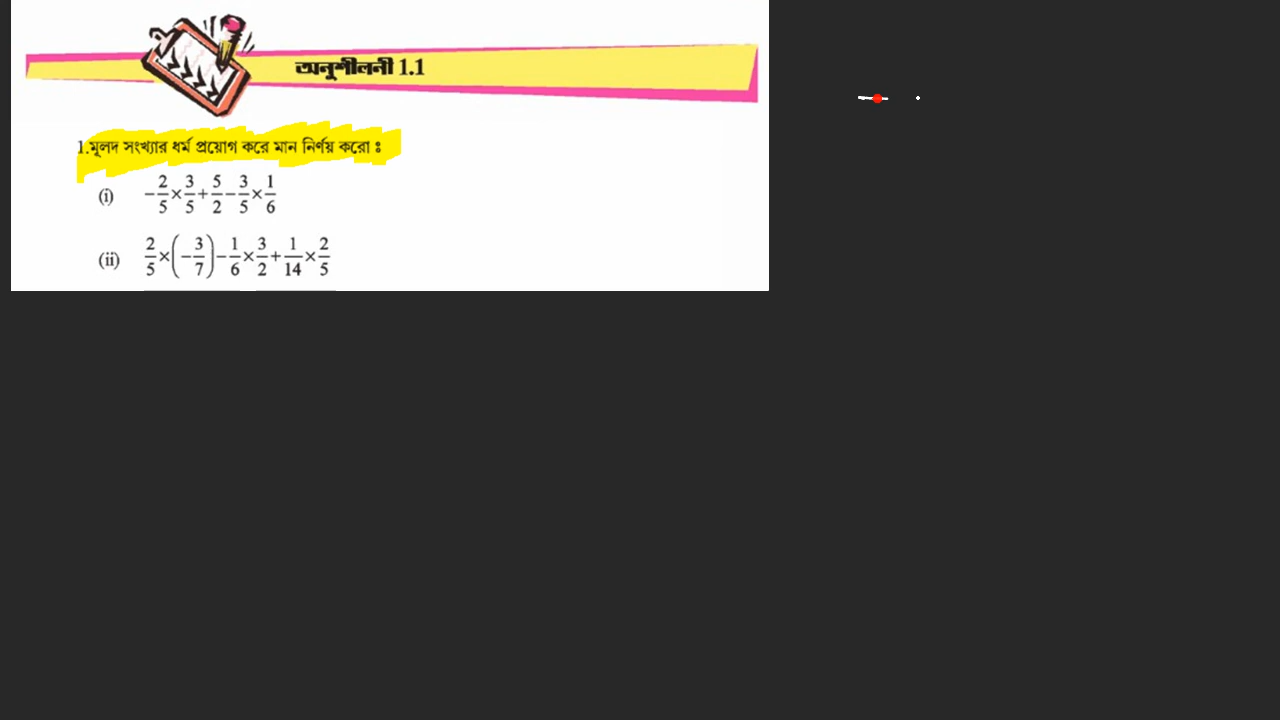 অনুশীলনী 1.1
1.মূলদ সংখ্যার ধর্ম প্রয়োগ করে মান নির্ণয় করো ঃ
(i) -2/5×3/5+5/2-3/5×1/6
(ii) 2/5×(-3/7)-1/6×3/2+1/14×2/5